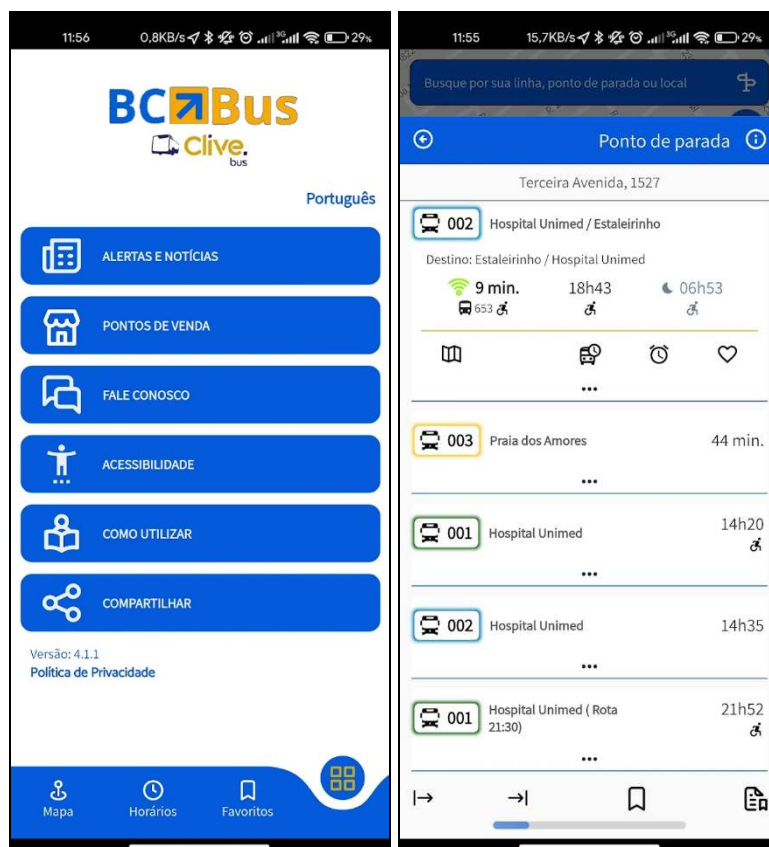 11:56 0,8KB/s 3G 29%
BC Bus
Clive.
bus
Português
ALERTAS E NOTÍCIAS
PONTOS DE VENDA
FALE CONOSCO
ACESSIBILIDADE
COMO UTILIZAR
COMPARTILHAR
Versão: 4.1.1
Política de Privacidade
Mapa Horários Favoritos
11:55 15,7KB/s 3G 29%
Busque por sua linha, ponto de parada ou local
Ponto de parada
Terceira Avenida, 1527
002 Hospital Unimed / Estaleirinho
Destino: Estaleirinho / Hospital Unimed
9 min. 18h43 06h53
653
003 Praia dos Amores 44 min.
001 Hospital Unimed 14h20
002 Hospital Unimed 14h35
001 Hospital Unimed ( Rota 21h52
21:30)